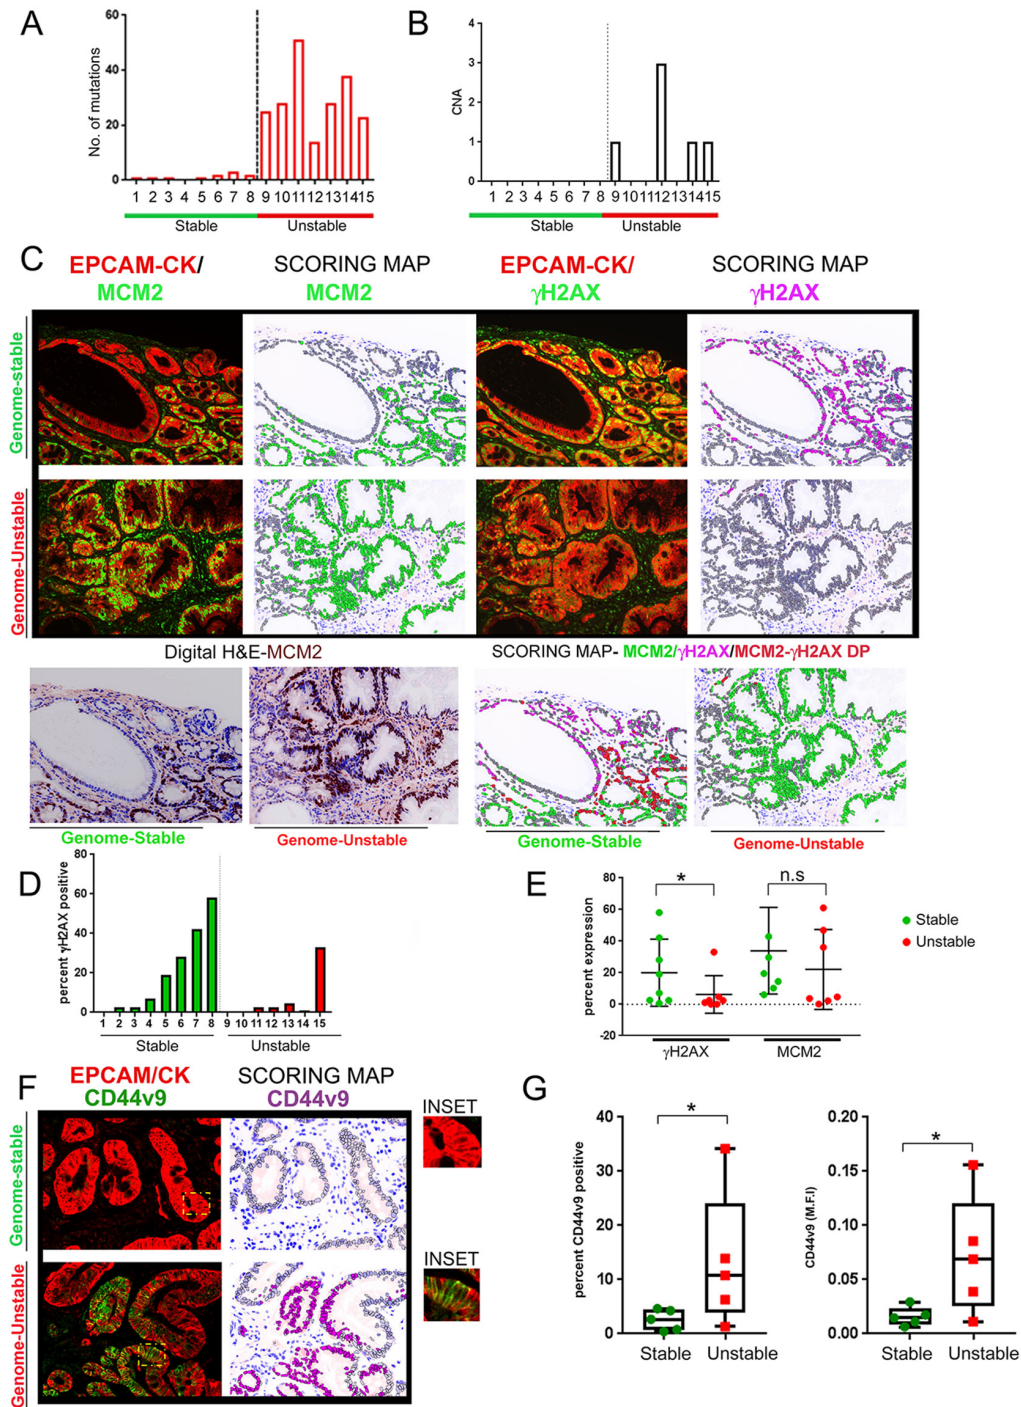 A
60
40
20
0
No. of mutations
1 2 3 4 5 6 7 8 9 10 11 12 13 14 15
Stable
Unstable
B
4
3
2
1
0
CNA
1 2 3 4 5 6 7 8 9 10 11 12 13 14 15
Stable
Unstable
C
EPCAM-CK/
MCM2
SCORING MAP
MCM2
EPCAM-CK/
γH2AX
SCORING MAP
γH2AX
Genome-stable
Genome-Unstable
Digital H&E-MCM2
SCORING MAP- MCM2/γH2AX/MCM2-γH2AX DP
Genome-Stable
Genome-Unstable
Genome-Stable
Genome-Unstable
D
80
60
40
20
0
percent γH2AX positive
1 2 3 4 5 6 7 8 9 10 11 12 13 14 15
Stable
Unstable
E
80
60
40
20
0
-20
percent expression
*
n.s
γH2AX
MCM2
Stable
Unstable
F
EPCAM/CK
CD44v9
SCORING MAP
CD44v9
Genome-stable
Genome-Unstable
INSET
INSET
G
40
30
20
10
0
percent CD44v9 positive
*
Stable
Unstable
0.20
0.15
0.10
0.05
0.00
CD44v9 (M.F.I)
*
Stable
Unstable